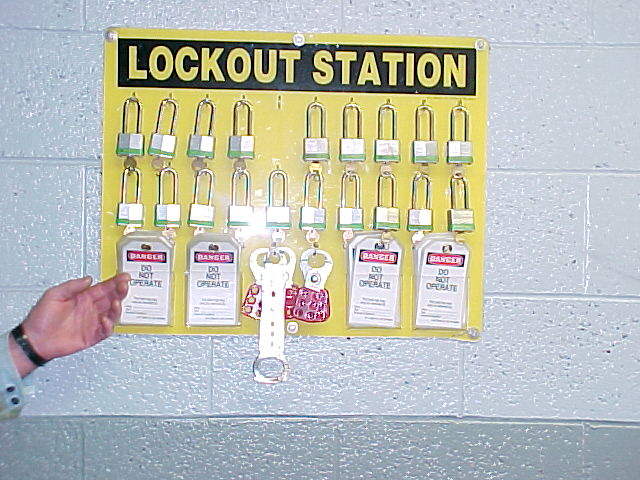 LOCKOUT STATION
DANGER
DO
NOT
OPERATE
DANGER
DO
NOT
OPERATE
DANGER
DO
NOT
OPERATE
DANGER
DO
NOT
OPERATE